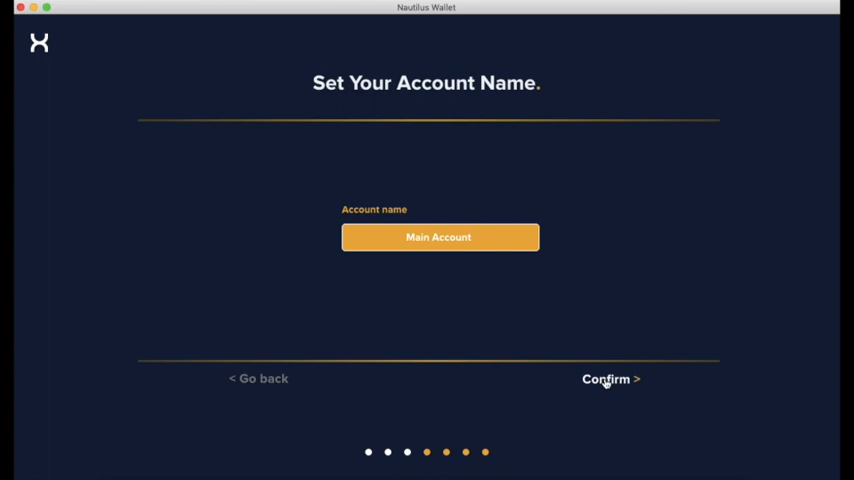 Nautilus Wallet
Set Your Account Name.
Account name
Main Account
< Go back
Confirm >